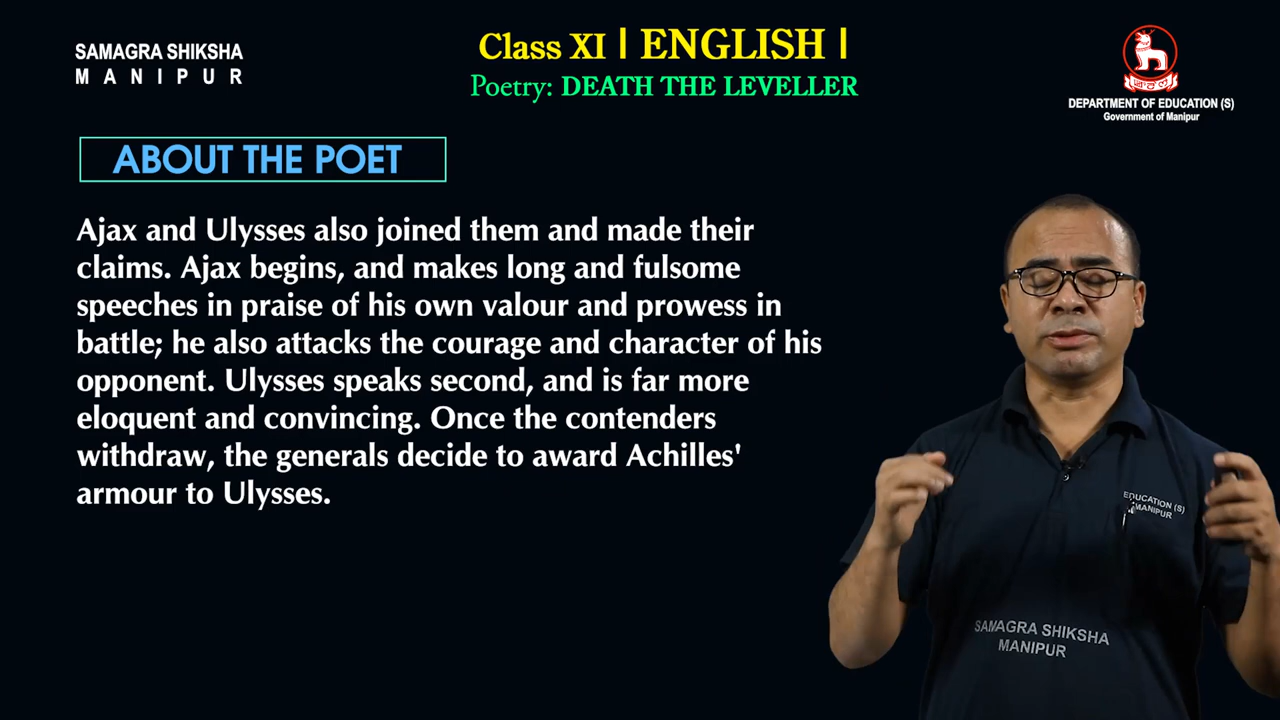 SAMAGRA SHIKSHA
MANIPUR
Class XI | ENGLISH |
Poetry: DEATH THE LEVELLER
DEPARTMENT OF EDUCATION (S)
Government of Manipur
ABOUT THE POET
Ajax and Ulysses also joined them and made their
claims. Ajax begins, and makes long and fulsome
speeches in praise of his own valour and prowess in
battle; he also attacks the courage and character of his
opponent. Ulysses speaks second, and is far more
eloquent and convincing. Once the contenders
withdraw, the generals decide to award Achilles'
armour to Ulysses.
EDUCATION (S)
MANIPUR
SAMAGRA SHIKSHA
MANIPUR